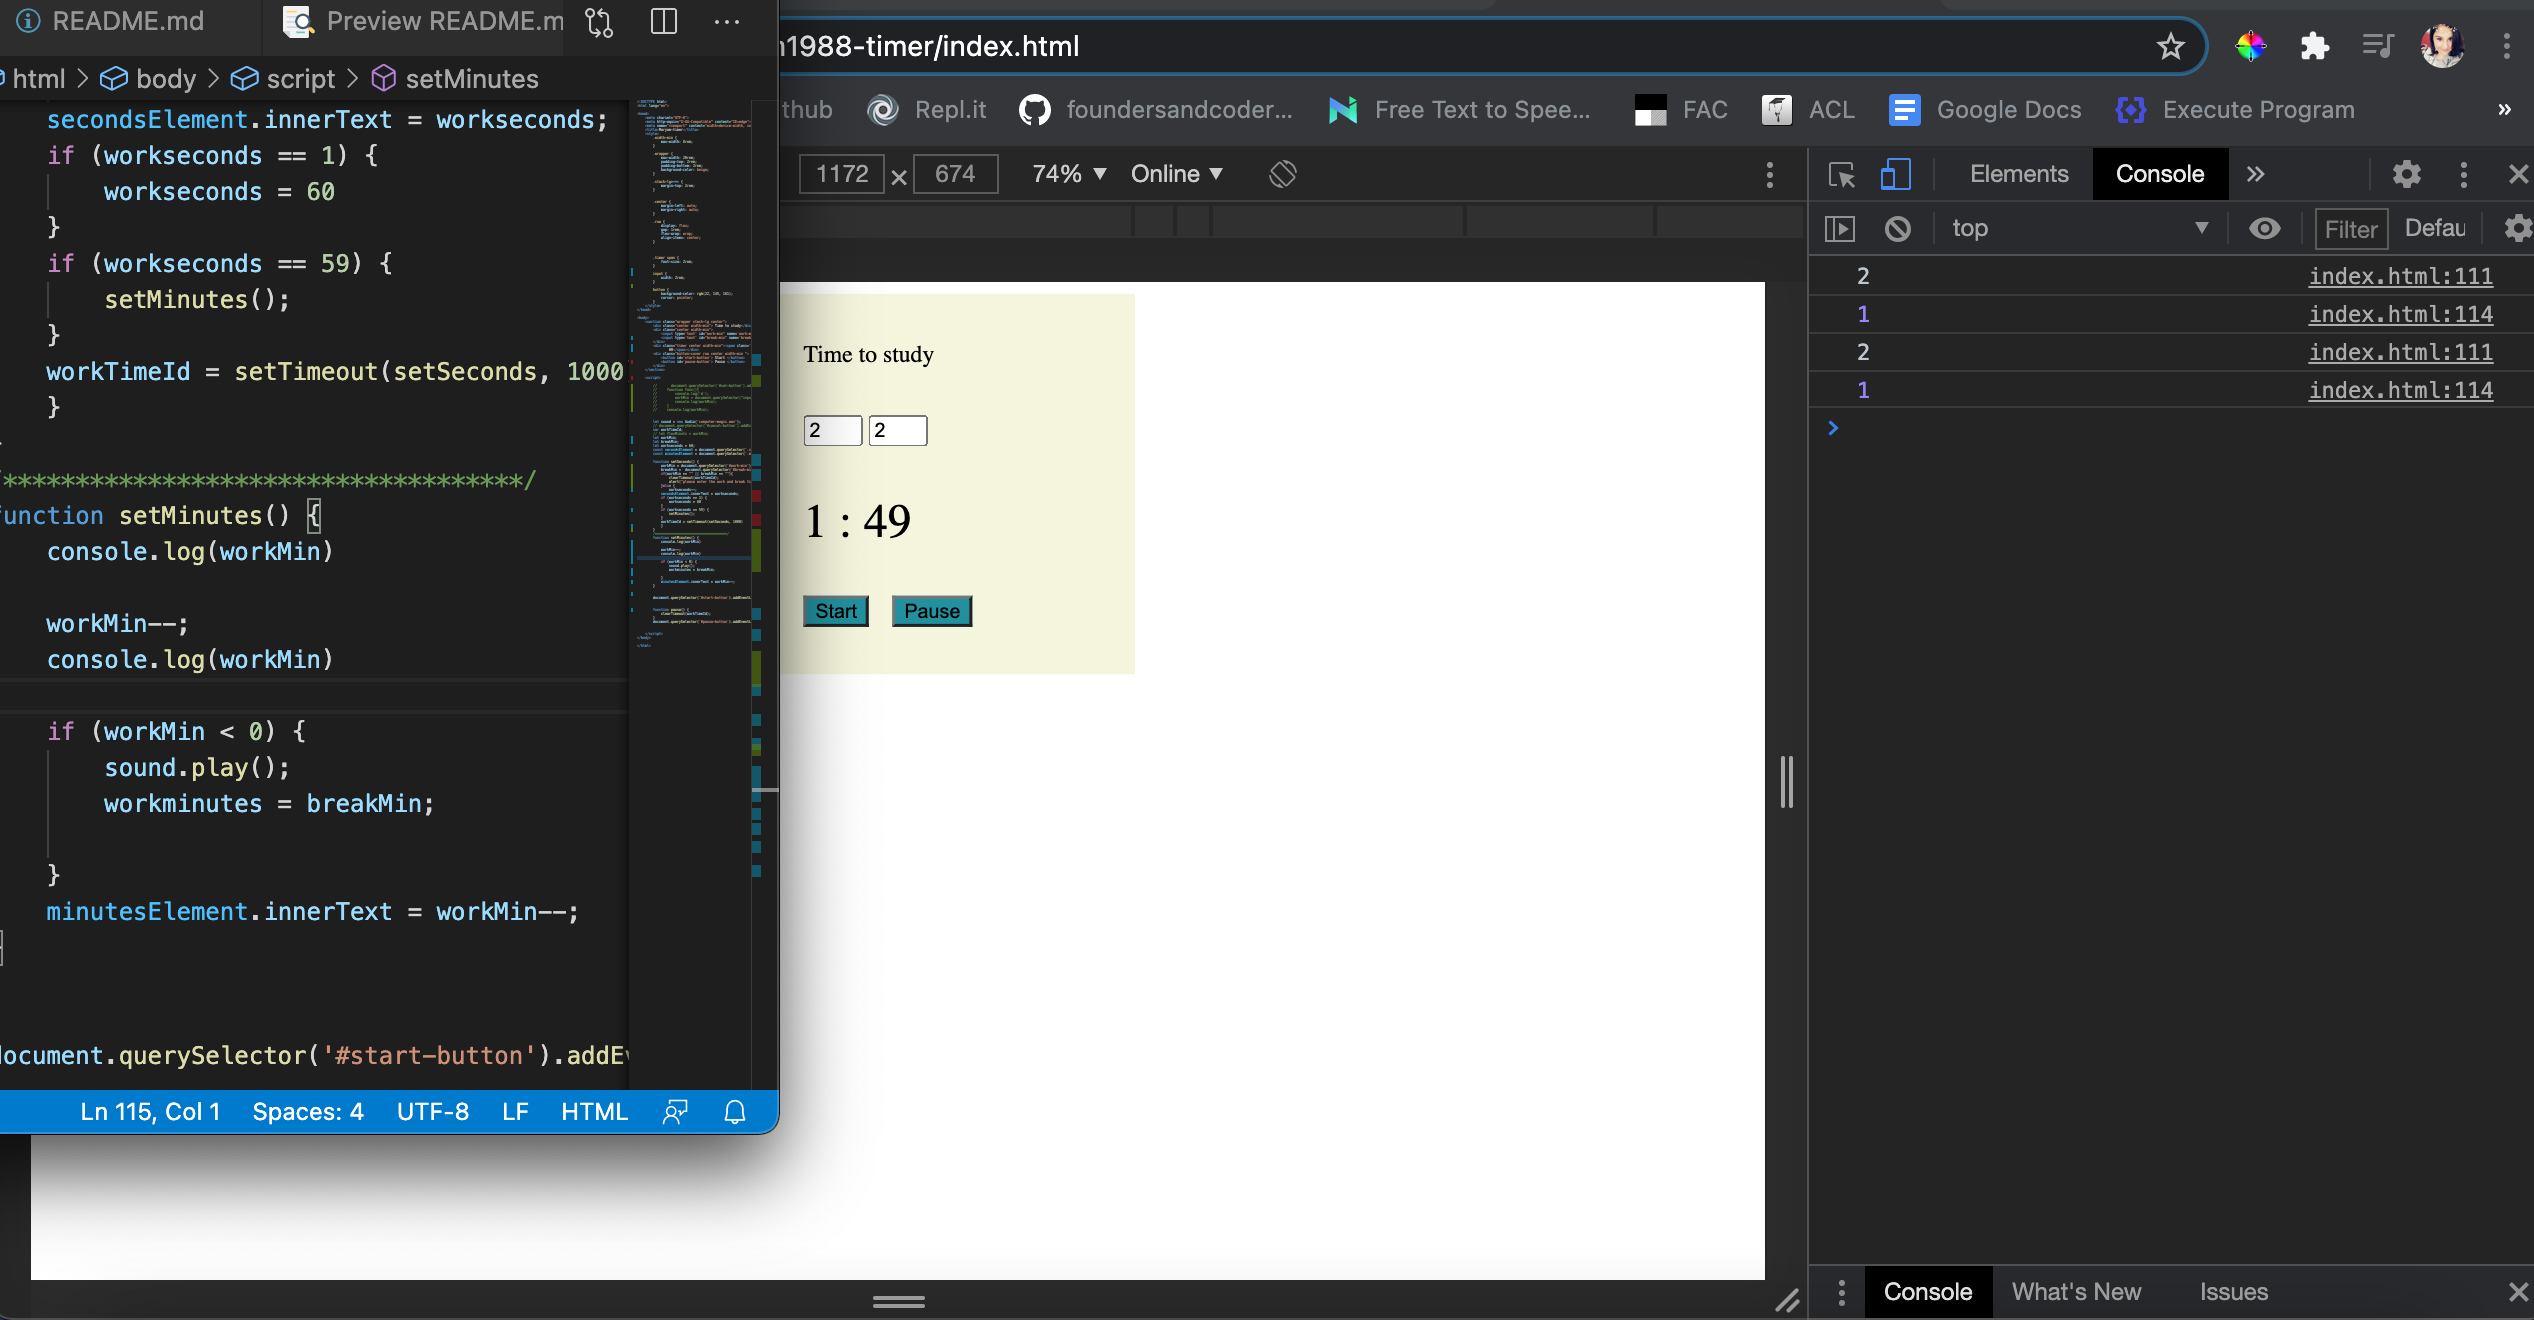 README.md
Preview README.m
html > body > script > setMinutes
secondsElement.innerText = workseconds;
if (workseconds == 1) {
workseconds = 60
}
if (workseconds == 59) {
setMinutes();
}
workTimeId = setTimeout(setSeconds, 1000
}
************************************/
unction setMinutes() {
console.log(workMin)
workMin--;
console.log(workMin)
if (workMin < 0) {
sound.play();
workminutes = breakMin;
}
minutesElement.innerText = workMin--;
ocument.querySelector('#start-button').addE
Ln 115, Col 1 Spaces: 4 UTF-8 LF HTML
1988-timer/index.html
thub Repl.it foundersandcoder... Free Text to Spee... FAC ACL Google Docs Execute Program »
1172 × 674 74% ▼ Online ▼
Time to study
2 2
1 : 49
Start Pause
Elements Console »
top ▼ Filter Defau
2 index.html:111
1 index.html:114
2 index.html:111
1 index.html:114
>
Console What's New Issues